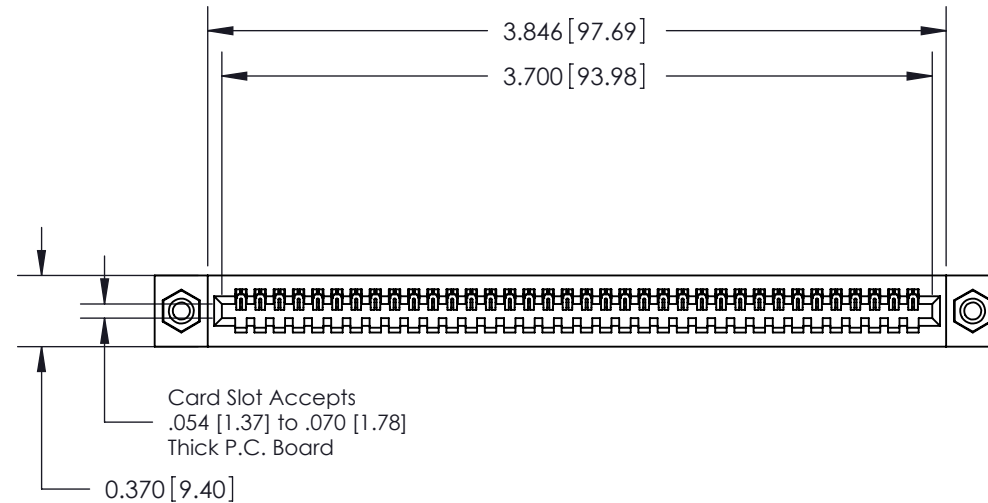 3.846 [97.69]
3.700 [93.98]
Card Slot Accepts
.054 [1.37] to .070 [1.78]
Thick P.C. Board
0.370 [9.40]